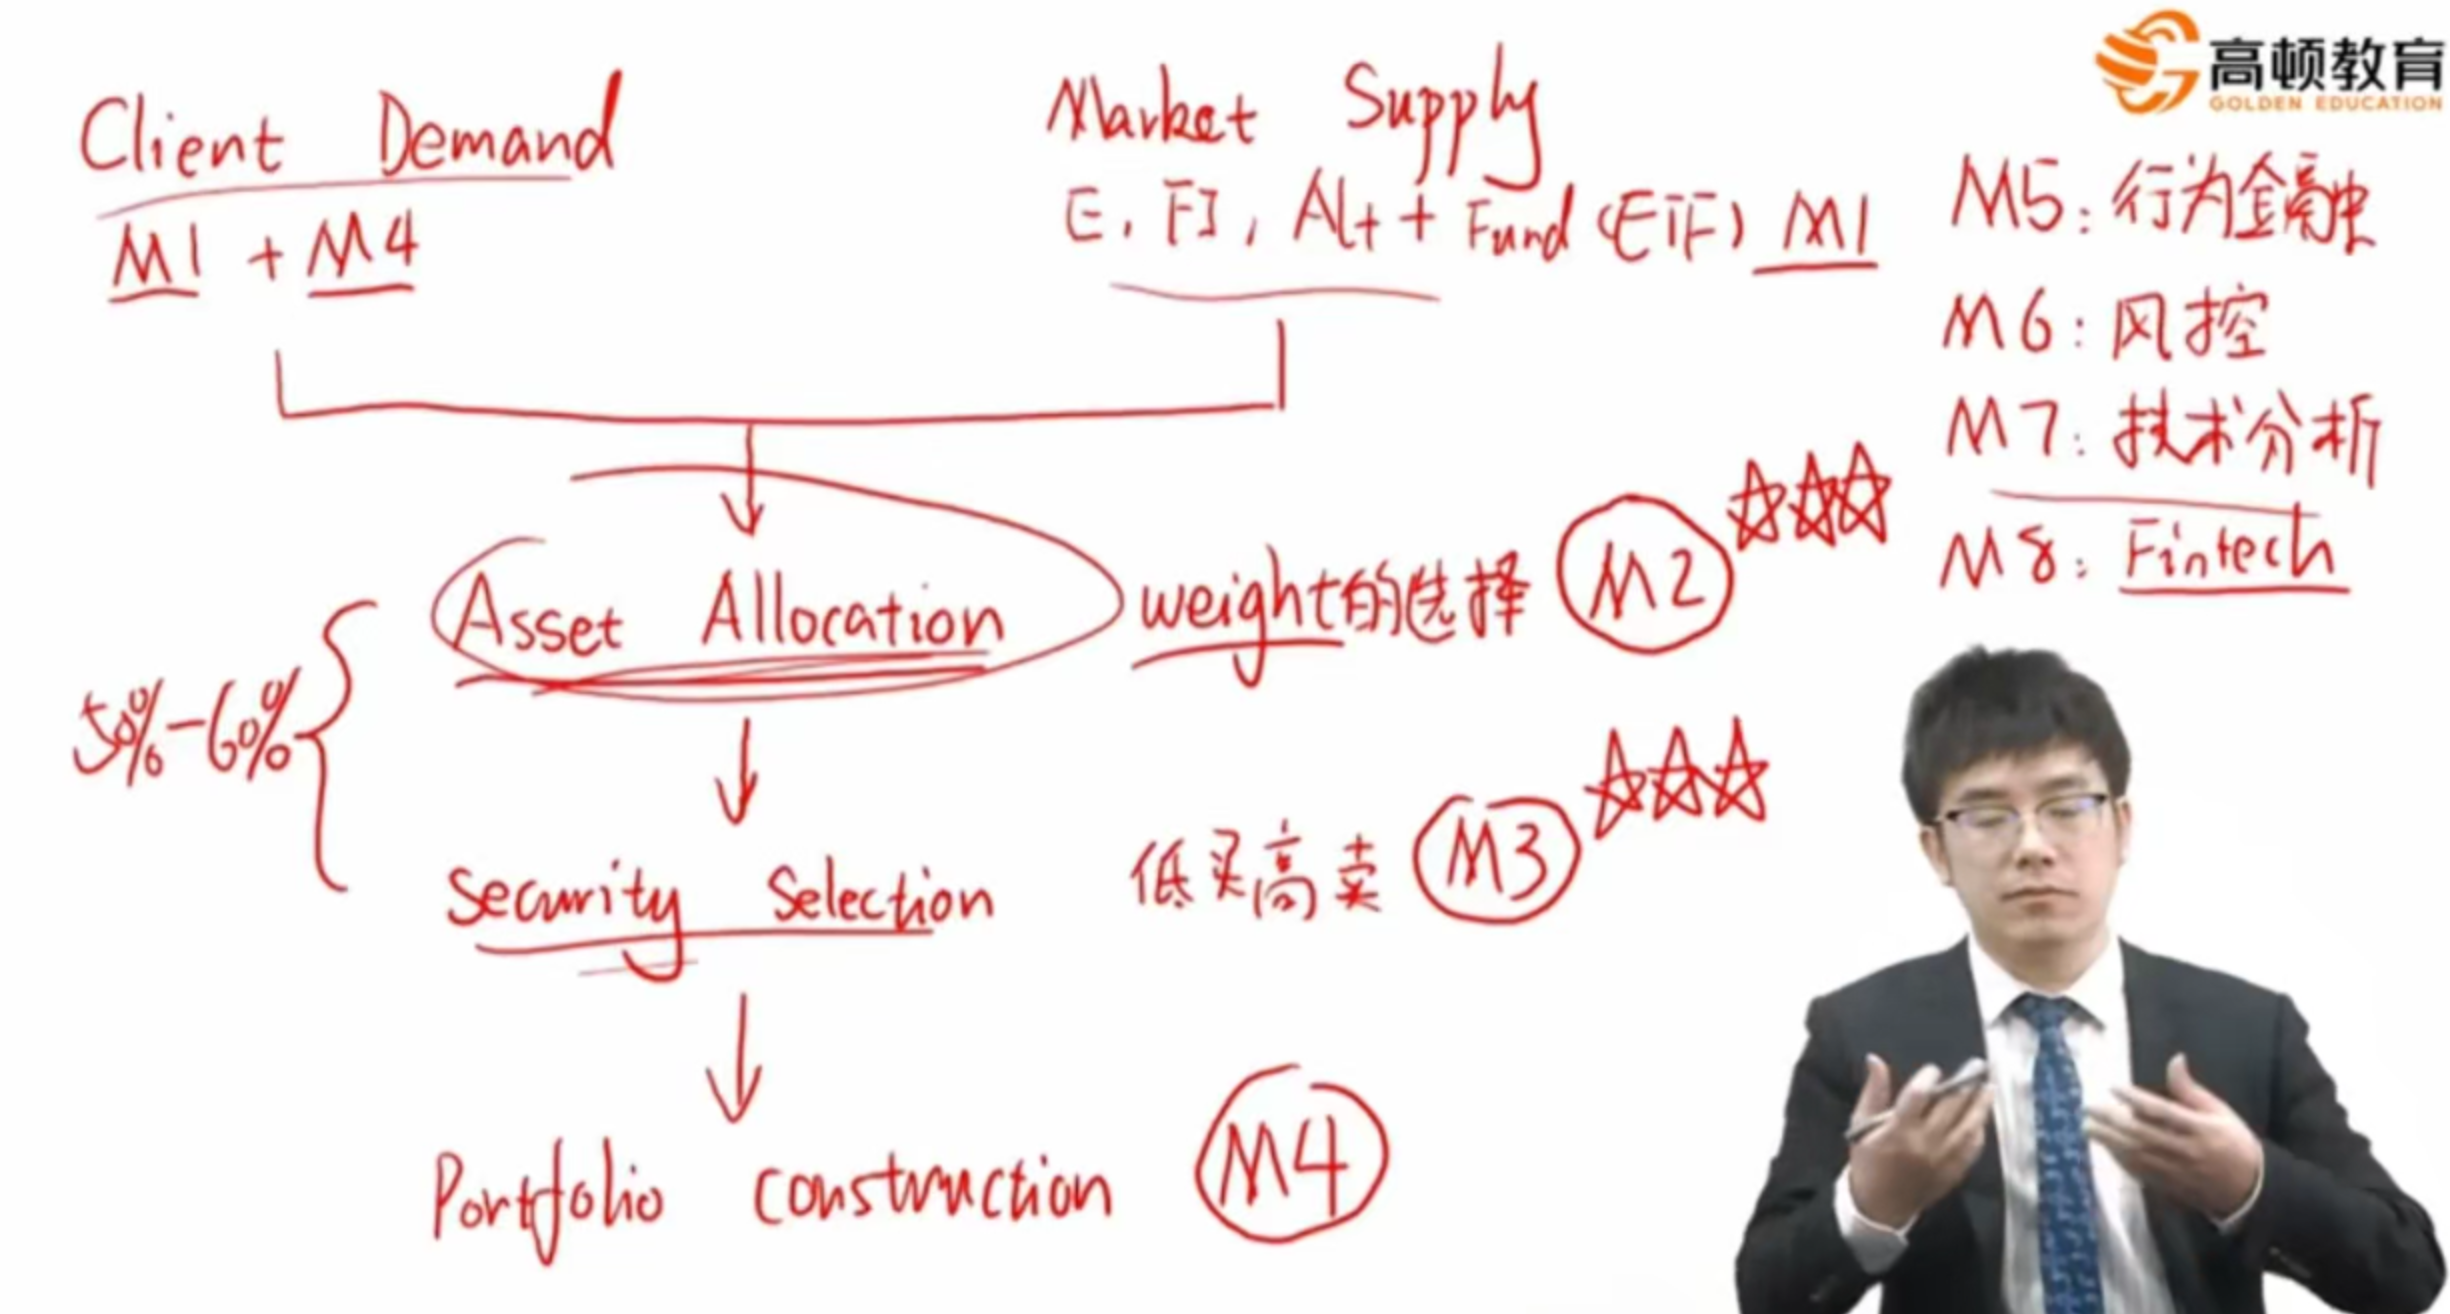 高顿教育
GOLDEN EDUCATION
Client Demand
M1 + M4
Market Supply
E, FI, Alt + Fund (ETF) M1
M5: 行为金融
M6: 风控
M7: 技术分析
M8: Fintech
Asset Allocation weight的选择 M2
50%-60%
Security Selection 低买高卖 M3
Portfolio construction M4